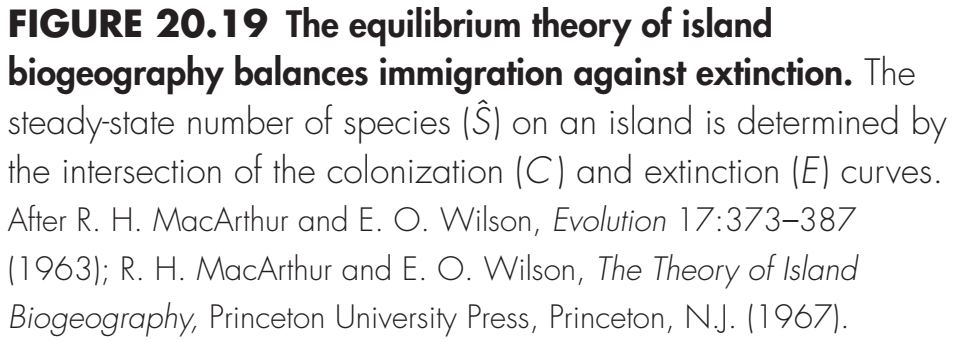 FIGURE 20.19 The equilibrium theory of island
biogeography balances immigration against extinction. The
steady-state number of species (Ŝ) on an island is determined by
the intersection of the colonization (C) and extinction (E) curves.
After R. H. MacArthur and E. O. Wilson, Evolution 17:373–387
(1963); R. H. MacArthur and E. O. Wilson, The Theory of Island
Biogeography, Princeton University Press, Princeton, N.J. (1967).